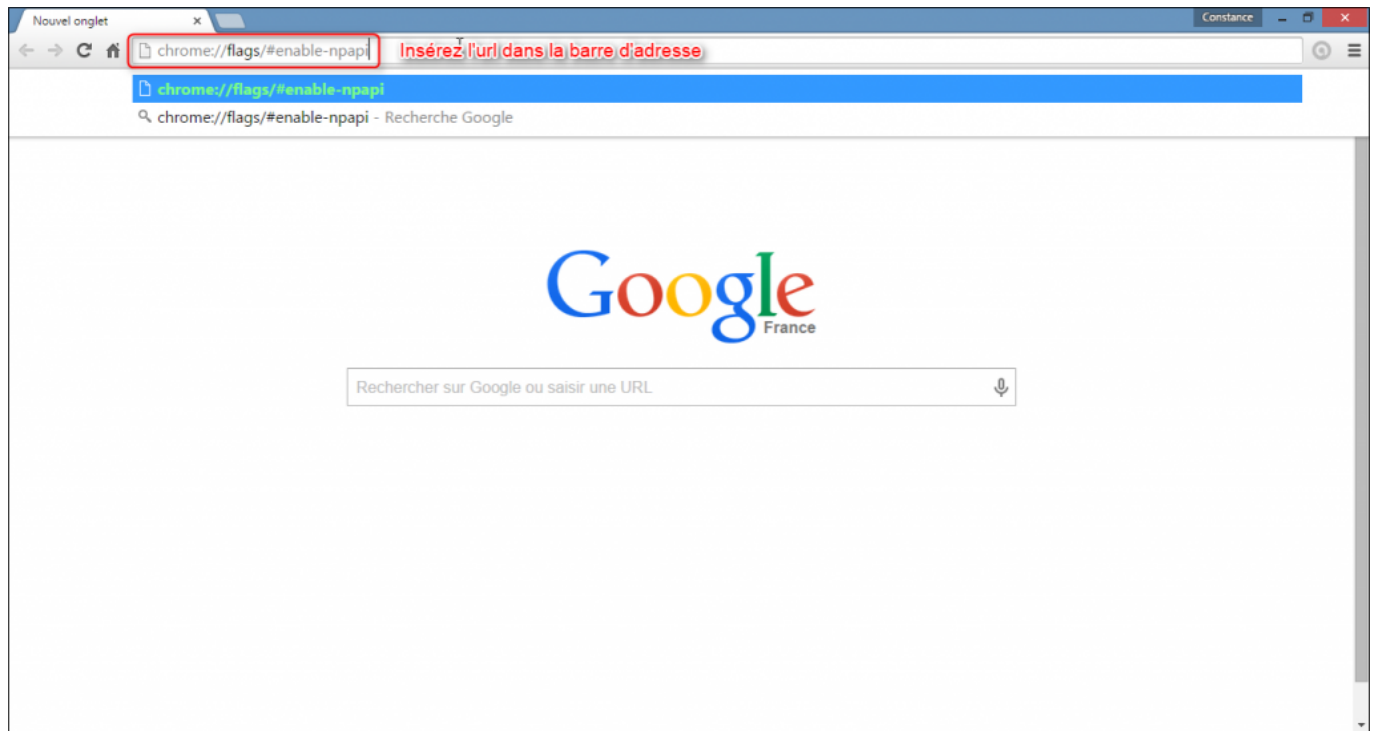 Nouvel onglet
Constance
chrome://flags/#enable-npapi Insérez l'url dans la barre d'adresse
chrome://flags/#enable-npapi
chrome://flags/#enable-npapi - Recherche Google
Google
France
Rechercher sur Google ou saisir une URL